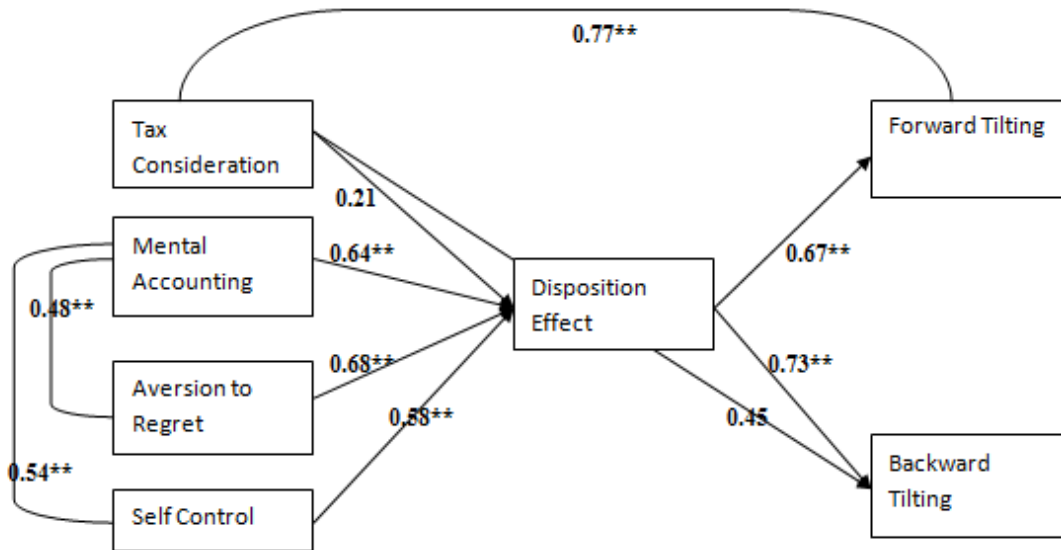 0.77**
Tax
Consideration
Forward Tilting
0.21
Mental
Accounting
0.64**
0.67**
0.48**
Disposition
Effect
0.68**
0.73**
Aversion to
Regret
0.58**
0.45
0.54**
Backward
Tilting
Self Control